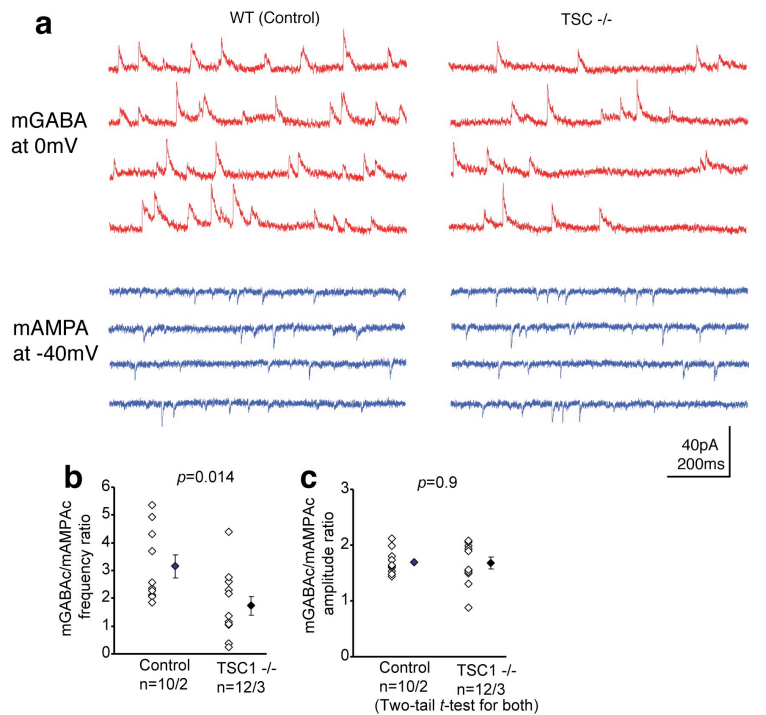 a
WT (Control)
TSC -/-
mGABA
at 0mV
mAMPA
at -40mV
40pA
200ms
b
p=0.014
mGABAc/mAMPAc
frequency ratio
6
5
4
3
2
1
0
Control
n=10/2
TSC1 -/-
n=12/3
c
p=0.9
mGABAc/mAMPAc
amplitude ratio
3
2
1
0
Control
n=10/2
TSC1 -/-
n=12/3
(Two-tail t-test for both)